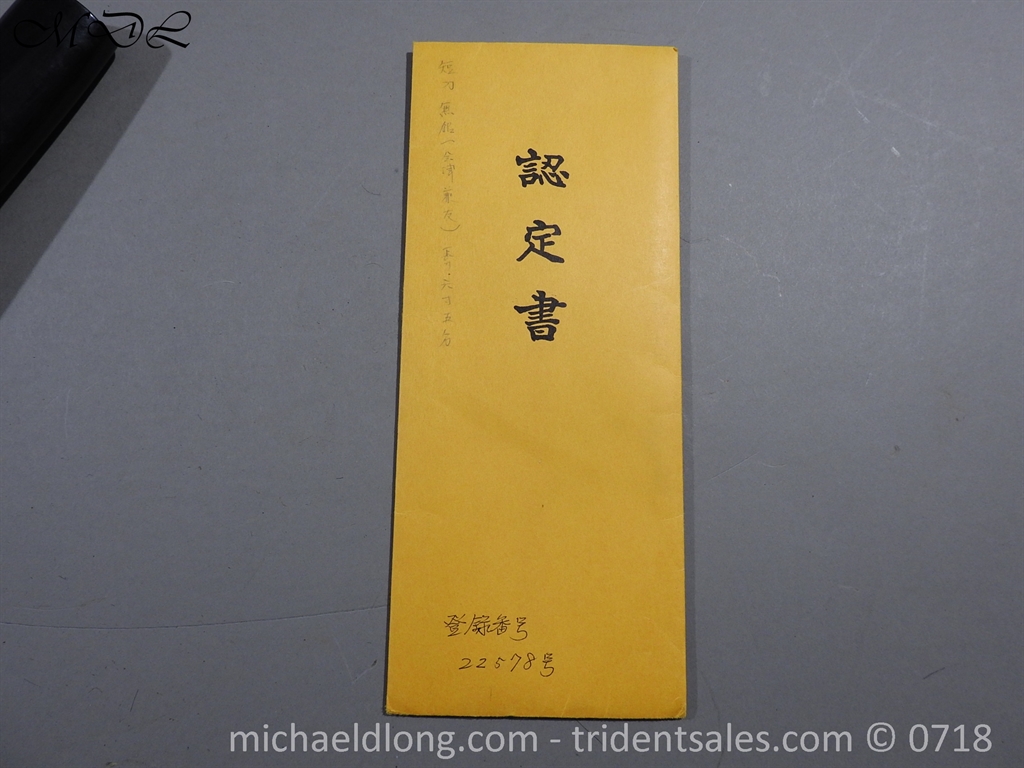 MDL
認定書
短刀 無銘(会津兼友) 長サ.六寸五分
登録番号
22578号
michaeldlong.com - tridentsales.com © 0718